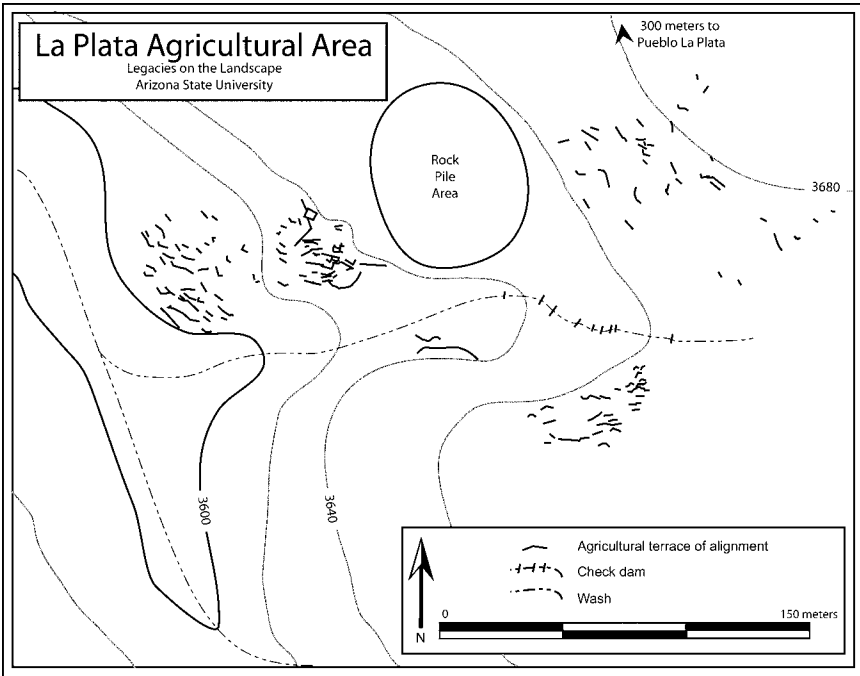 La Plata Agricultural Area
Legacies on the Landscape
Arizona State University
300 meters to
Pueblo La Plata
Rock
Pile
Area
3680
3600
3640
Agricultural terrace of alignment
Check dam
Wash
0
150 meters
N